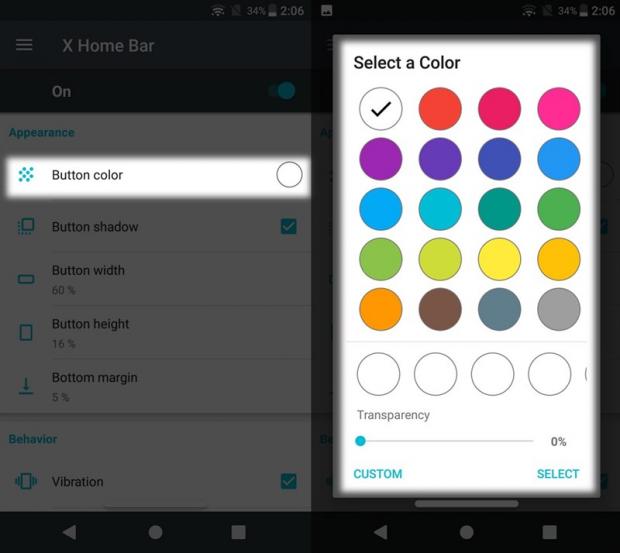 34% 2:06
X Home Bar
On
Appearance
Button color
Button shadow
Button width
60 %
Button height
16 %
Bottom margin
5 %
Behavior
Vibration
34% 2:06
Select a Color
Transparency
0%
CUSTOM SELECT